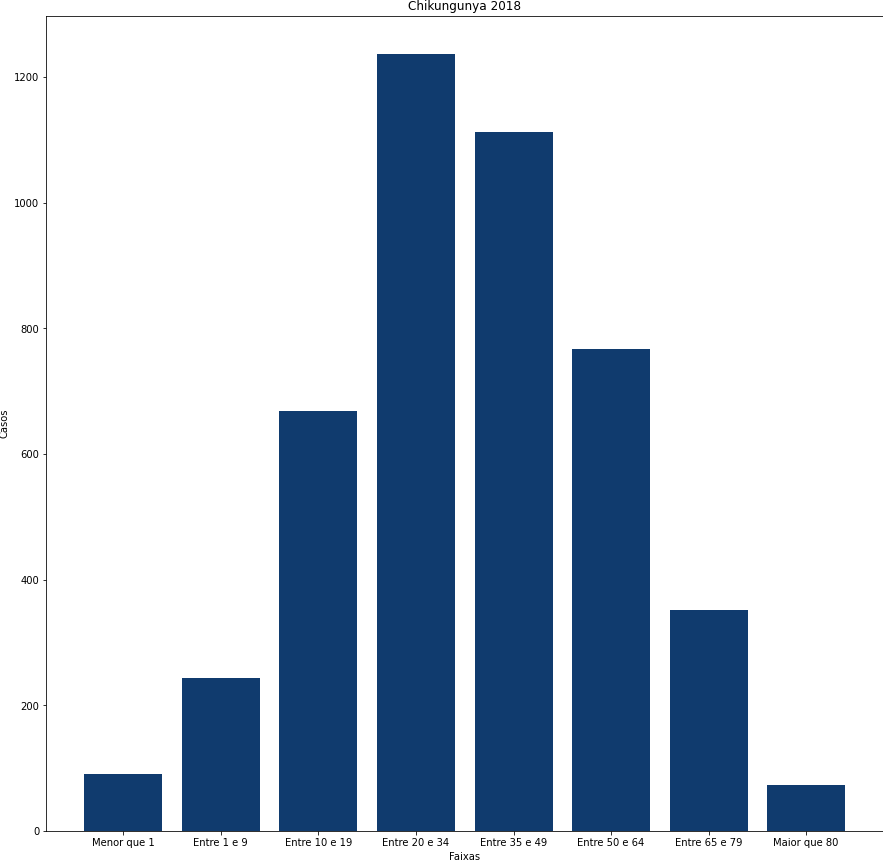 Chikungunya 2018
1200
1000
800
600
400
200
0
Casos
Menor que 1
Entre 1 e 9
Entre 10 e 19
Entre 20 e 34
Entre 35 e 49
Entre 50 e 64
Entre 65 e 79
Maior que 80
Faixas